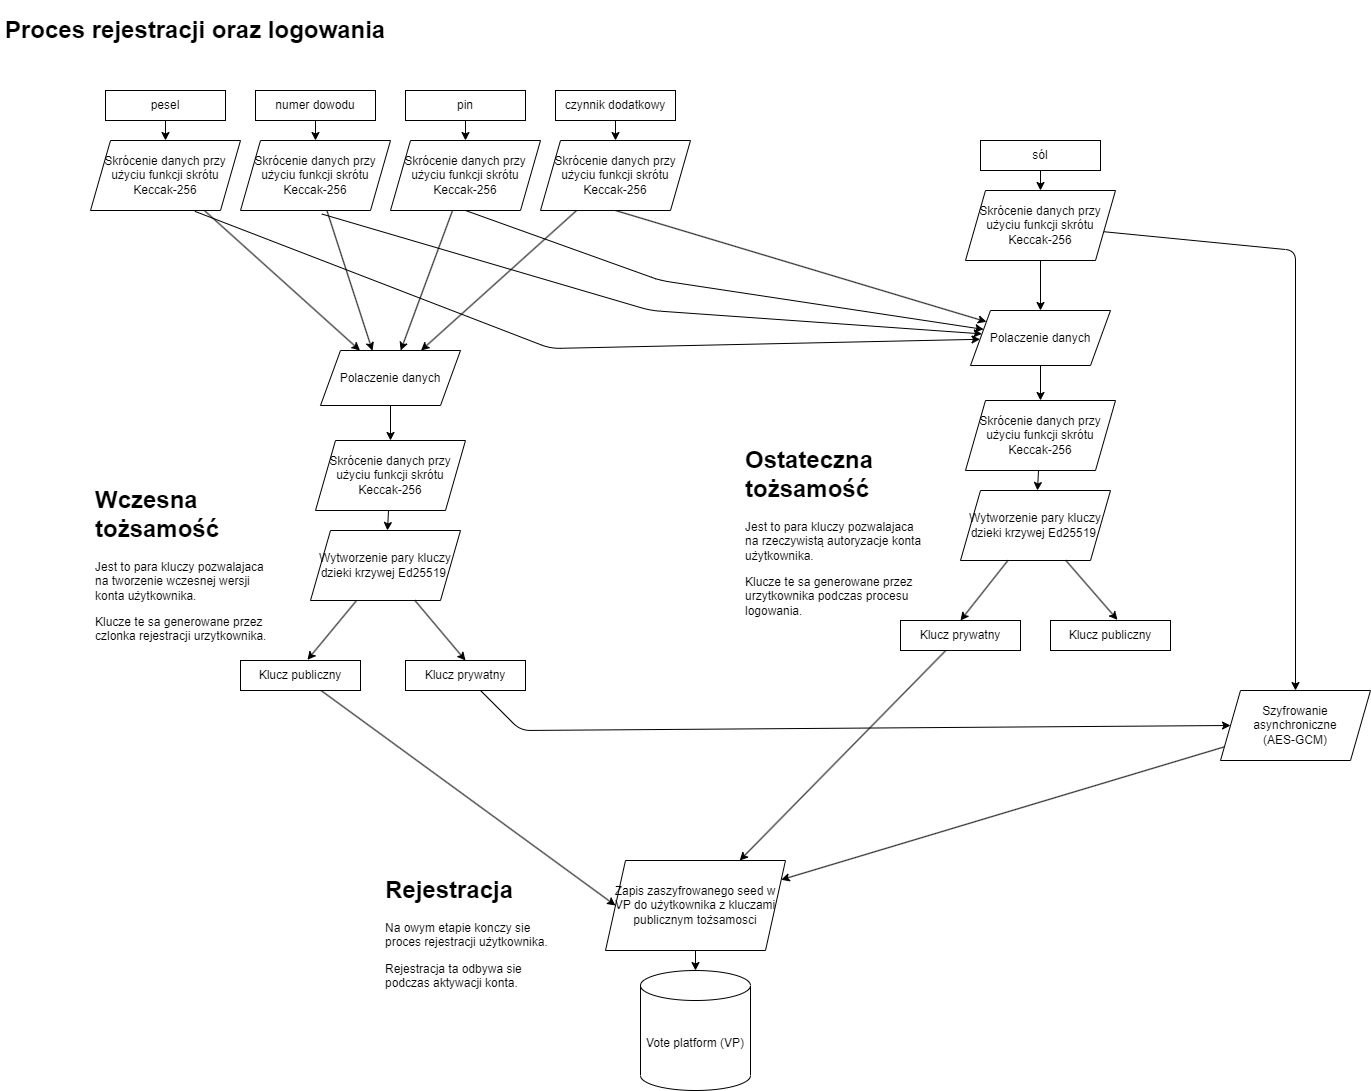 Proces rejestracji oraz logowania
pesel
numer dowodu
pin
czynnik dodatkowy
Skrócenie danych przy
użyciu funkcji skrótu
Keccak-256
Skrócenie danych przy
użyciu funkcji skrótu
Keccak-256
Skrócenie danych przy
użyciu funkcji skrótu
Keccak-256
Skrócenie danych przy
użyciu funkcji skrótu
Keccak-256
sól
Skrócenie danych przy
użyciu funkcji skrótu
Keccak-256
Polaczenie danych
Polaczenie danych
Skrócenie danych przy
użyciu funkcji skrótu
Keccak-256
Skrócenie danych przy
użyciu funkcji skrótu
Keccak-256
Wczesna
tożsamość
Jest to para kluczy pozwalajaca
na tworzenie wczesnej wersji
konta użytkownika.
Klucze te sa generowane przez
czlonka rejestracji urzytkownika.
Wytworzenie pary kluczy
dzieki krzywej Ed25519
Klucz publiczny
Klucz prywatny
Ostateczna
tożsamość
Jest to para kluczy pozwalajaca
na rzeczywistą autoryzacje konta
użytkownika.
Klucze te sa generowane przez
urzytkownika podczas procesu
logowania.
Wytworzenie pary kluczy
dzieki krzywej Ed25519
Klucz prywatny
Klucz publiczny
Szyfrowanie
asynchroniczne
(AES-GCM)
Rejestracja
Na owym etapie konczy sie
proces rejestracji użytkownika.
Rejestracja ta odbywa sie
podczas aktywacji konta.
Zapis zaszyfrowanego seed w
VP do użytkownika z kluczami
publicznym tożsamosci
Vote platform (VP)